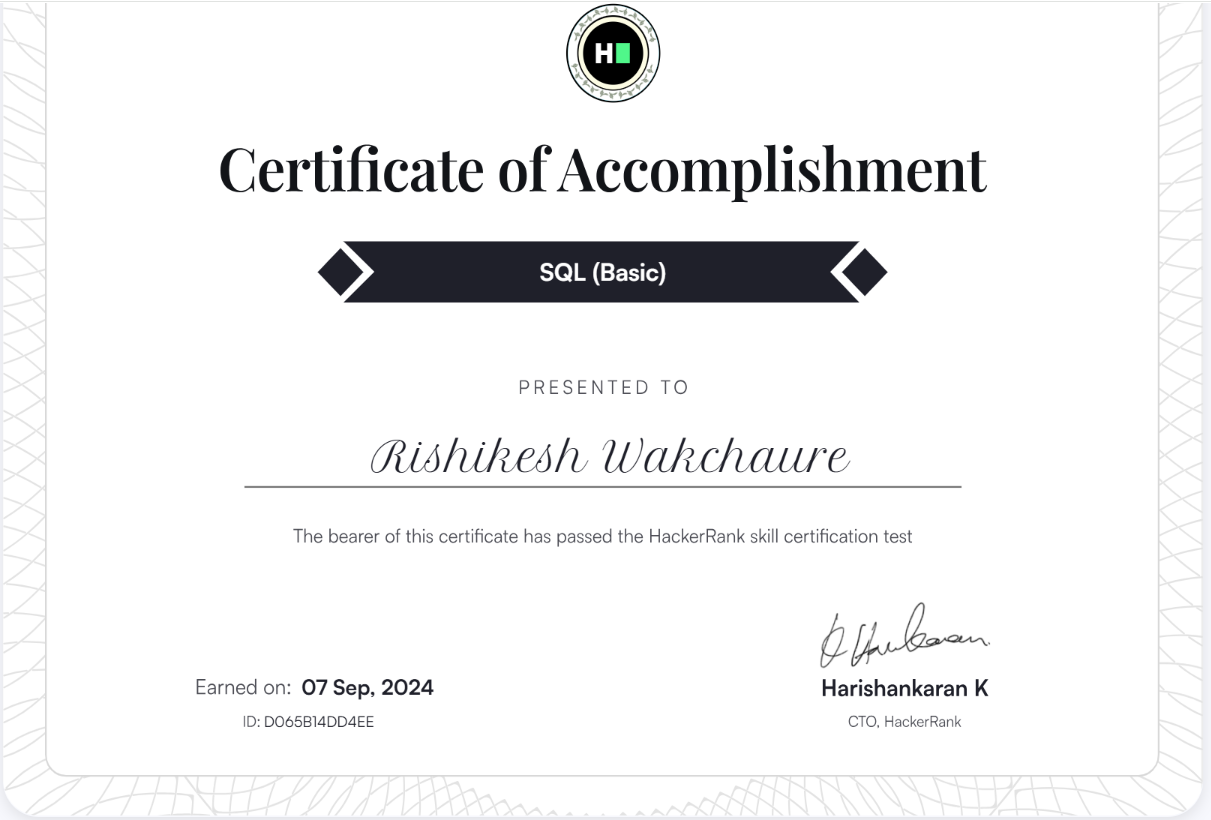 H
Certificate of Accomplishment
SQL (Basic)
PRESENTED TO
Rishikesh Wakchaure
The bearer of this certificate has passed the HackerRank skill certification test
Earned on: 07 Sep, 2024
ID: D065B14DD4EE
Harishankaran K
CTO, HackerRank